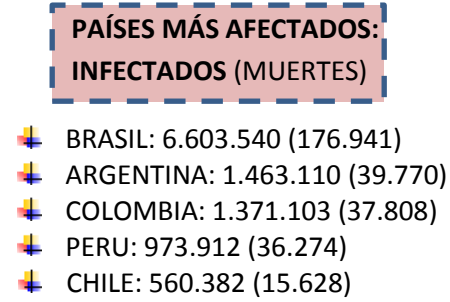 PAÍSES MÁS AFECTADOS:
INFECTADOS (MUERTES)
BRASIL: 6.603.540 (176.941)
ARGENTINA: 1.463.110 (39.770)
COLOMBIA: 1.371.103 (37.808)
PERU: 973.912 (36.274)
CHILE: 560.382 (15.628)